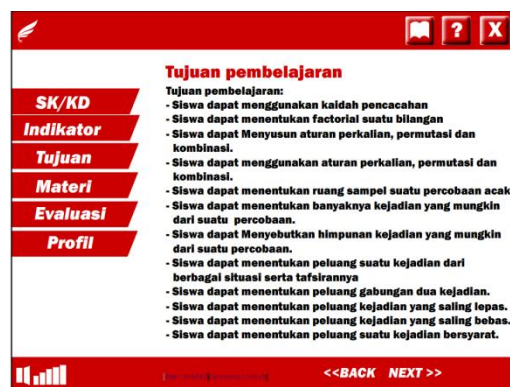 ?
X
Tujuan pembelajaran
SK/KD
Indikator
Tujuan
Materi
Evaluasi
Profil
Tujuan pembelajaran:
- Siswa dapat menggunakan kaidah pencacahan
- Siswa dapat menentukan factorial suatu bilangan
- Siswa dapat Menyusun aturan perkalian, permutasi dan
kombinasi.
- Siswa dapat menggunakan aturan perkalian, permutasi dan
kombinasi.
- Siswa dapat menentukan ruang sampel suatu percobaan acak
- Siswa dapat menentukan banyaknya kejadian yang mungkin
dari suatu percobaan.
- Siswa dapat Menyebutkan himpunan kejadian yang mungkin
dari suatu percobaan.
- Siswa dapat menentukan peluang suatu kejadian dari
berbagai situasi serta tafsirannya
- Siswa dapat menentukan peluang gabungan dua kejadian.
- Siswa dapat menentukan peluang kejadian yang saling lepas.
- Siswa dapat menentukan peluang kejadian yang saling bebas.
- Siswa dapat menentukan peluang suatu kejadian bersyarat.
<<BACK NEXT >>